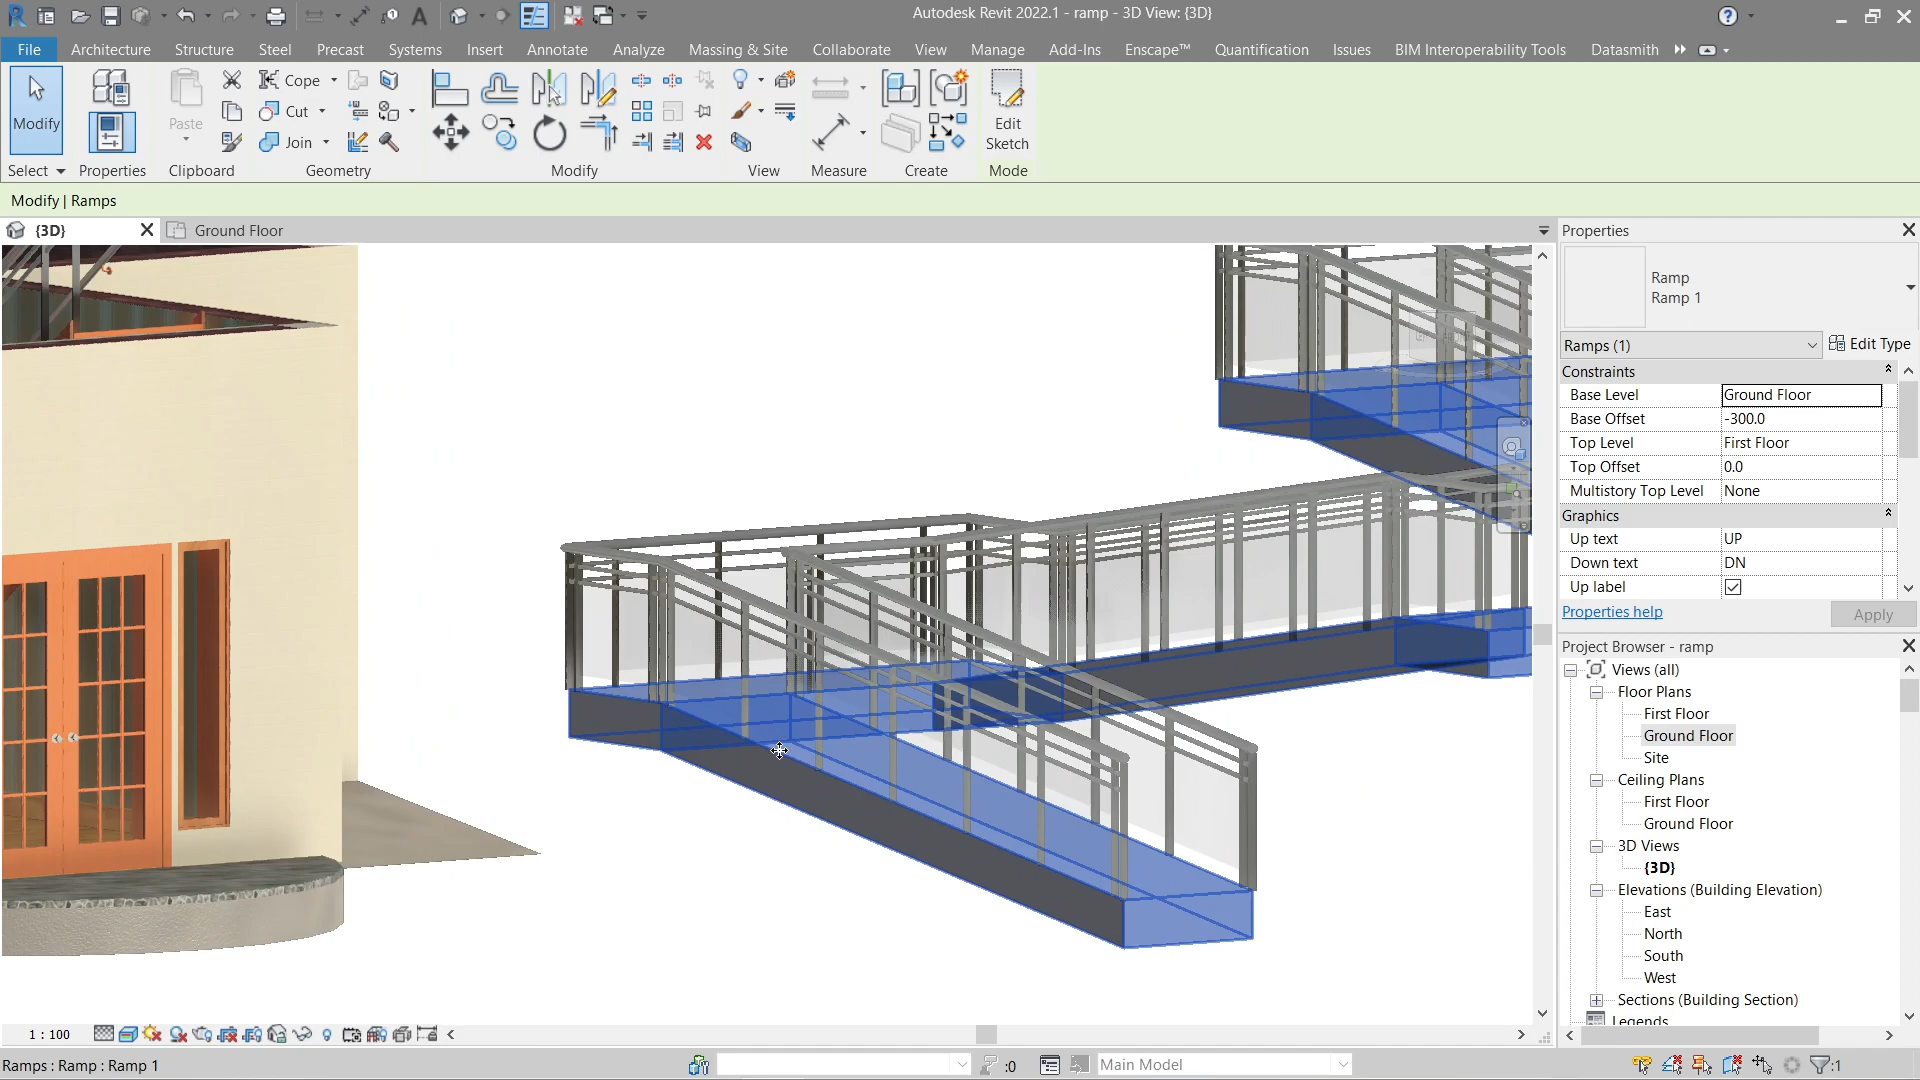 Autodesk Revit 2022.1 - ramp - 3D View: {3D}
File Architecture Structure Steel Precast Systems Insert Annotate Analyze Massing & Site Collaborate View Manage Add-Ins Enscape™ Quantification Issues BIM Interoperability Tools Datasmith
Modify
Paste
Cope
Cut
Join
Edit
Sketch
Select Properties Clipboard Geometry Modify View Measure Create Mode
Modify | Ramps
{3D} Ground Floor
Properties
Ramp
Ramp 1
Ramps (1) Edit Type
Constraints
Base Level Ground Floor
Base Offset -300.0
Top Level First Floor
Top Offset 0.0
Multistory Top Level None
Graphics
Up text UP
Down text DN
Up label
Properties help Apply
Project Browser - ramp
Views (all)
Floor Plans
First Floor
Ground Floor
Site
Ceiling Plans
First Floor
Ground Floor
3D Views
{3D}
Elevations (Building Elevation)
East
North
South
West
Sections (Building Section)
Legends
1 : 100
Ramps : Ramp : Ramp 1 :0 Main Model :1